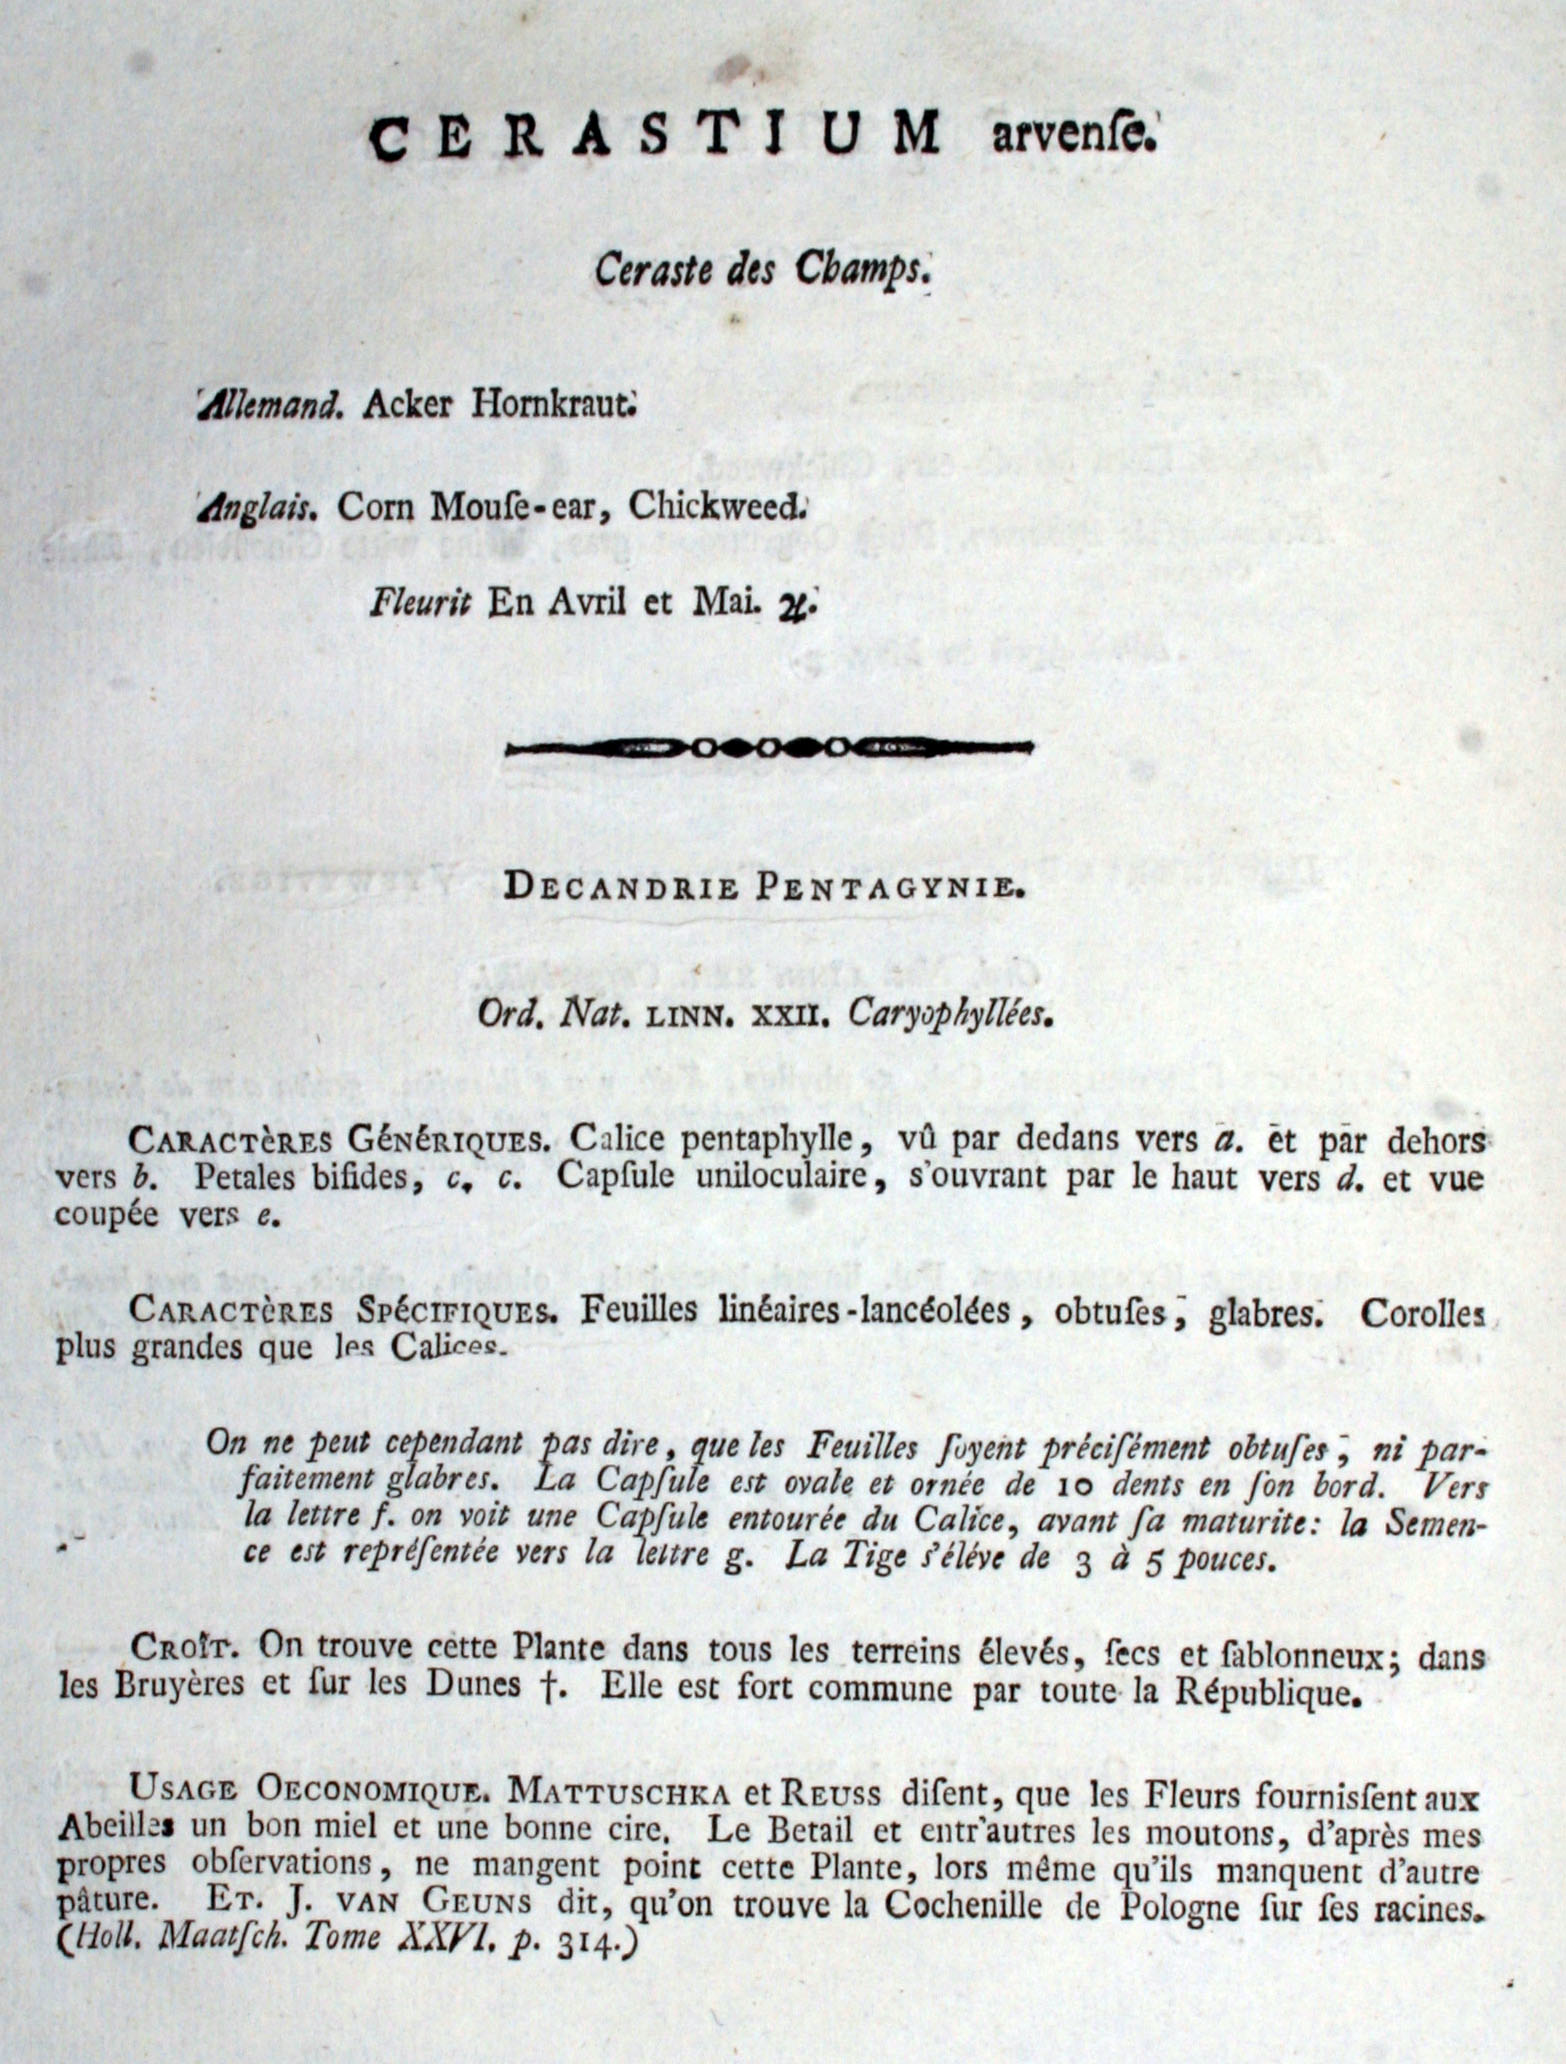 CERASTIUM arvenſe.
Ceraste des Champs.
Allemand. Acker Hornkraut.
Anglais. Corn Mouſe-ear, Chickweed.
Fleurit En Avril et Mai. ♃.
DECANDRIE PENTAGYNIE.
Ord. Nat. LINN. XXII. Caryophyllées.
CARACTèRES GéNéRIQUES. Calice pentaphylle, vû par dedans vers a. et par dehors
vers b. Petales bifides, c. c. Capſule uniloculaire, s'ouvrant par le haut vers d. et vue
coupée vers e.
CARACTèRES SPéCIFIQUES. Feuilles linéaires-lancéolées, obtuſes, glabres. Corolles
plus grandes que les Calices.
On ne peut cependant pas dire, que les Feuilles ſoyent préciſément obtuſes, ni par-
faitement glabres. La Capſule est ovale et ornée de 10 dents en ſon bord. Vers
la lettre f. on voit une Capſule entourée du Calice, avant ſa maturite: la Semen-
ce est repréſentée vers la lettre g. La Tige s'éléve de 3 à 5 pouces.
CROîT. On trouve cette Plante dans tous les terreins élevés, ſecs et ſablonneux; dans
les Bruyères et ſur les Dunes †. Elle est fort commune par toute la République.
USAGE OECONOMIQUE. MATTUSCHKA et REUSS diſent, que les Fleurs fournisſent aux
Abeilles un bon miel et une bonne cire. Le Betail et entr'autres les moutons, d'après mes
propres obſervations, ne mangent point cette Plante, lors même qu'ils manquent d'autre
pâture. ET. J. VAN GEUNS dit, qu'on trouve la Cochenille de Pologne ſur ſes racines.
(Holl. Maatſch. Tome XXVI. p. 314.)